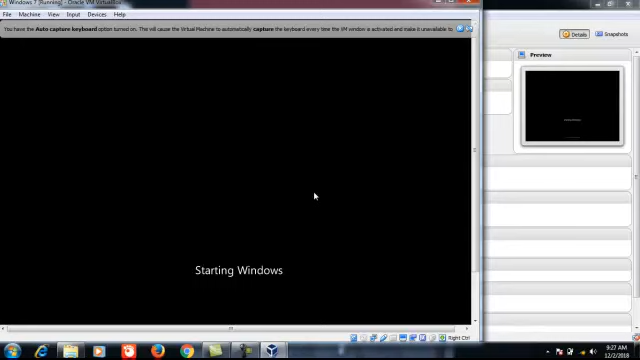 Windows 7 [Running] - Oracle VM VirtualBox
File Machine View Input Devices Help
You have the Auto capture keyboard option turned on. This will cause the Virtual Machine to automatically capture the keyboard every time the VM window is activated and make it unavailable to
Details Snapshots
Preview
Starting Windows
Right Ctrl
9:27 AM
12/2/2016